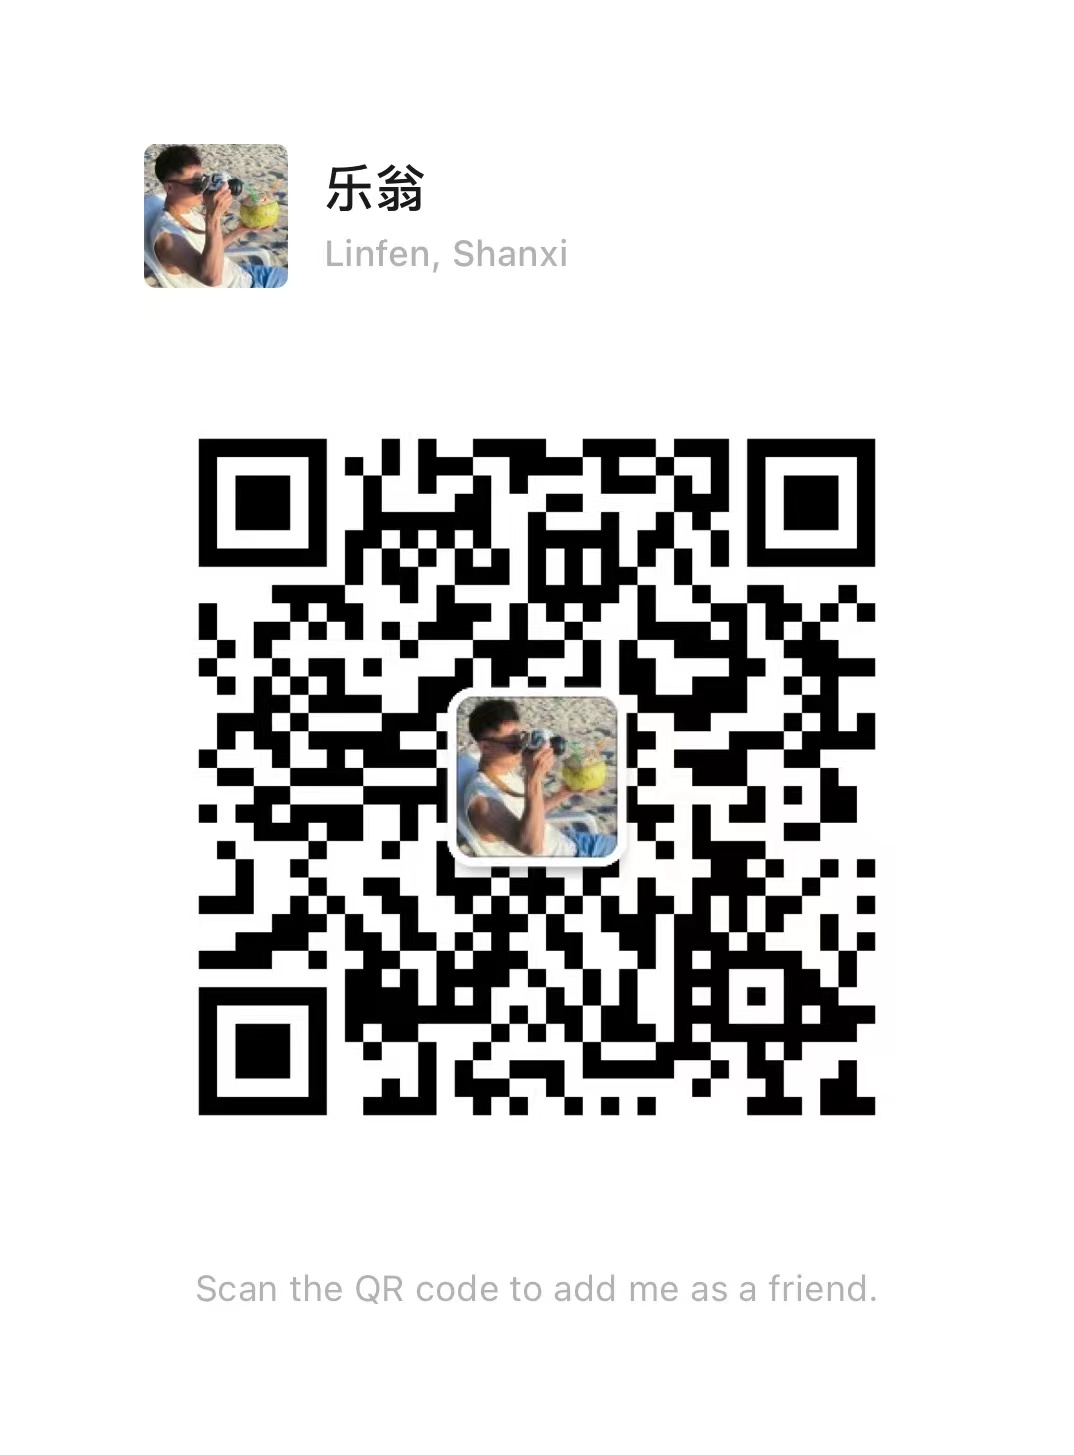 乐翁
Linfen, Shanxi
Scan the QR code to add me as a friend.